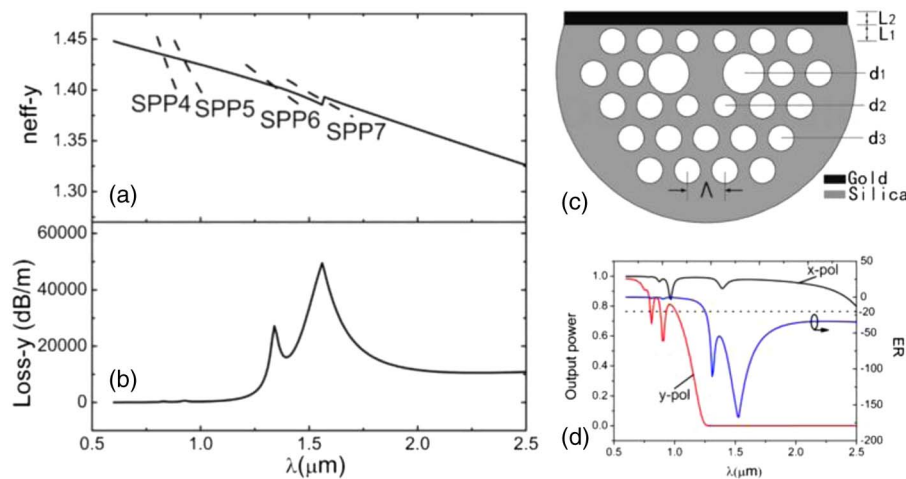 1.45
1.40
1.35
1.30
neff-y
SPP4
SPP5
SPP6
SPP7
(a)
60000
40000
20000
0
Loss-y (dB/m)
(b)
0.5 1.0 1.5 2.0 2.5
λ(μm)
L2
L1
d1
d2
d3
Λ
(c)
Gold
Silica
1.0
0.8
0.6
0.4
0.2
0.0
Output power
x-pol
y-pol
50
0
-20
-50
-100
-150
-200
ER
(d)
0.5 1.0 1.5 2.0 2.5
λ(μm)